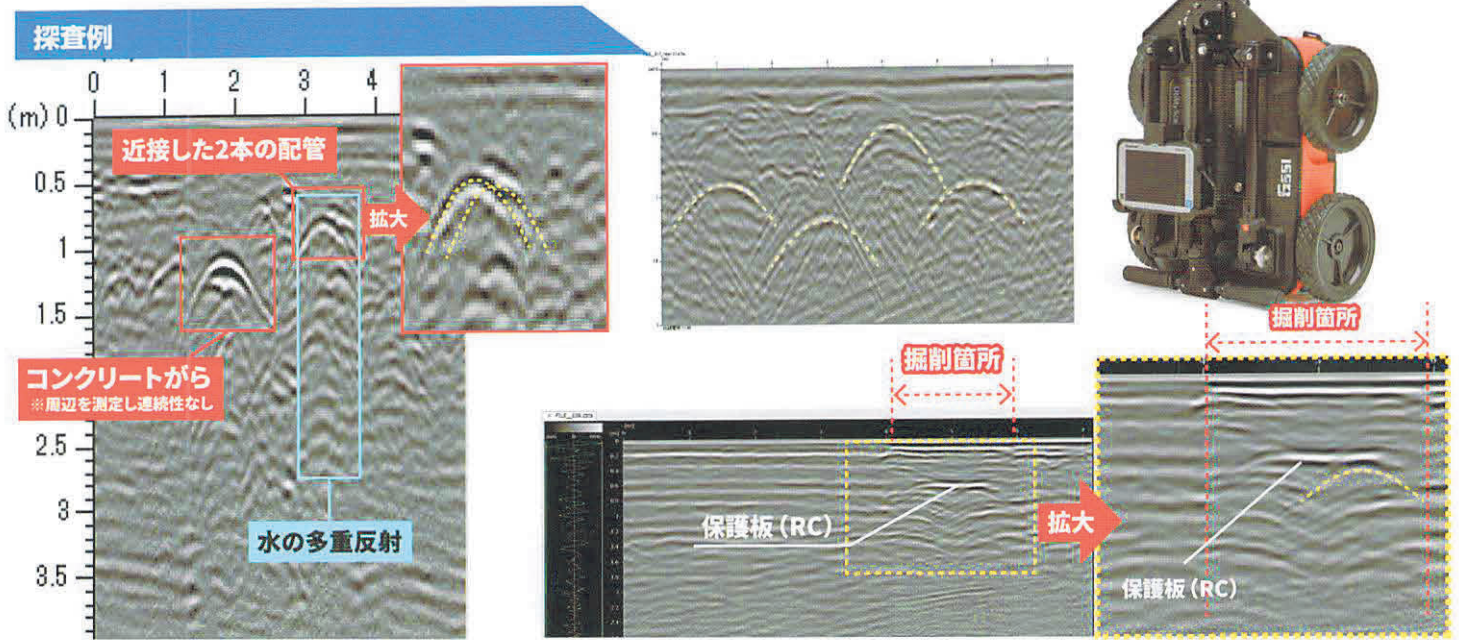 探査例
0
1
2
3
4
(m) 0
0.5
1
1.5
2
2.5
3
3.5
近接した2本の配管
拡大
コンクリートがら
※周辺を測定し連続性なし
水の多重反射
GSSI
掘削箇所
保護板（RC）
拡大
掘削箇所
保護板（RC）